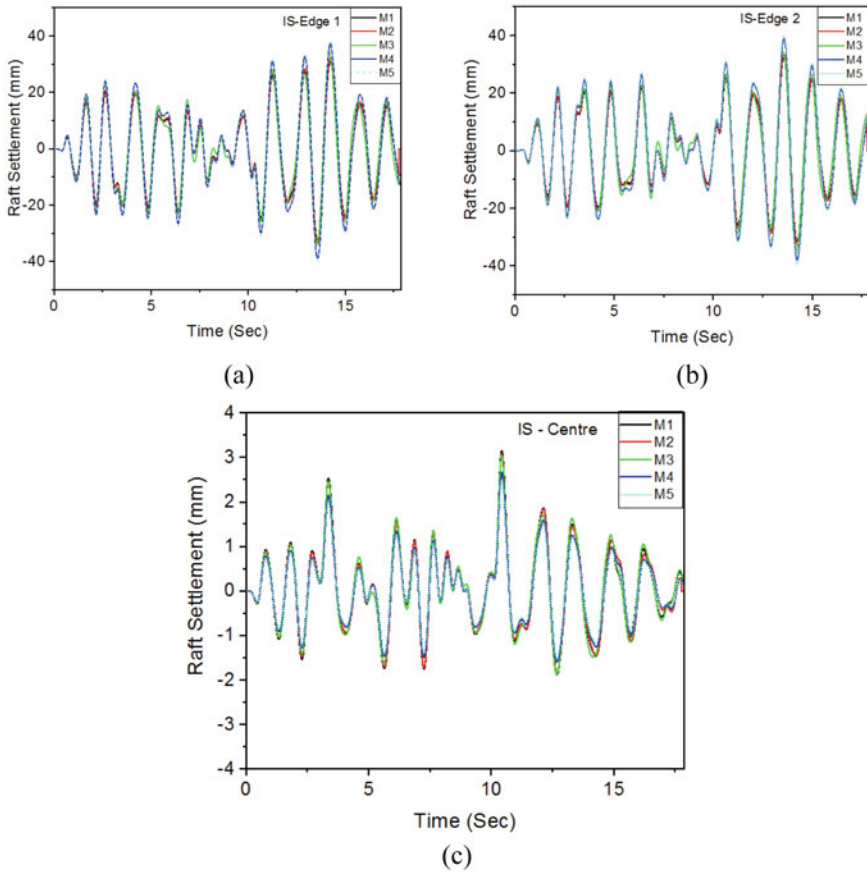 IS-Edge 1
M1
M2
M3
M4
M5
Raft Settlement (mm)
40
20
0
-20
-40
0 5 10 15
Time (Sec)
(a)
IS-Edge 2
M1
M2
M3
M4
M5
Raft Settlement (mm)
40
20
0
-20
-40
0 5 10 15
Time (Sec)
(b)
IS - Centre
M1
M2
M3
M4
M5
Raft Settlement (mm)
4
3
2
1
0
-1
-2
-3
-4
0 5 10 15
Time (Sec)
(c)